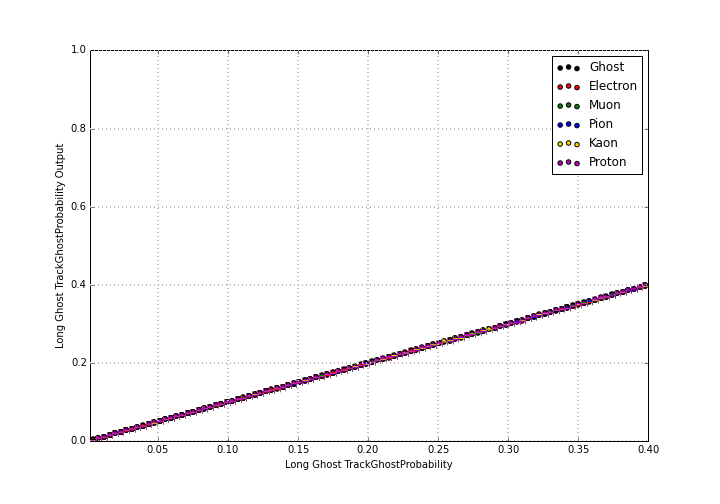 1.0
0.8
0.6
0.4
0.2
0.0
Long Ghost TrackGhostProbability Output
Ghost
Electron
Muon
Pion
Kaon
Proton
0.05 0.10 0.15 0.20 0.25 0.30 0.35 0.40
Long Ghost TrackGhostProbability